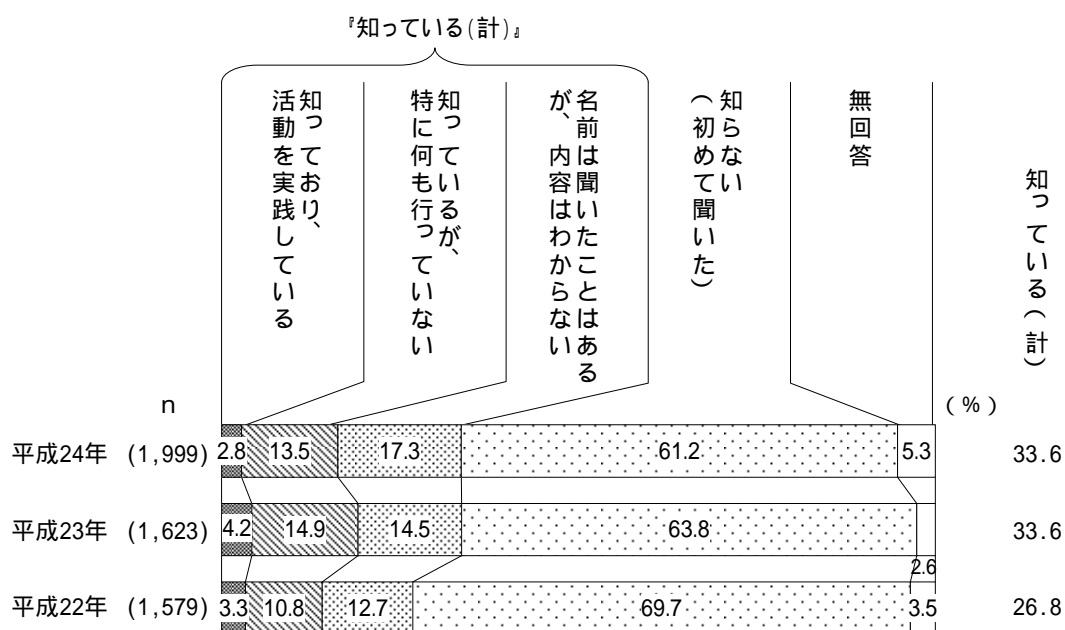 『知っている(計)』
知っており、
活動を実践している
知っているが、
特に何も行っていない
名前は聞いたことはある
が、内容はわからない
知らない
(初めて聞いた)
無回答
知っている(計)
n
(%)
平成24年 (1,999) 2.8 13.5 17.3 61.2 5.3 33.6
平成23年 (1,623) 4.2 14.9 14.5 63.8 2.6 33.6
平成22年 (1,579) 3.3 10.8 12.7 69.7 3.5 26.8